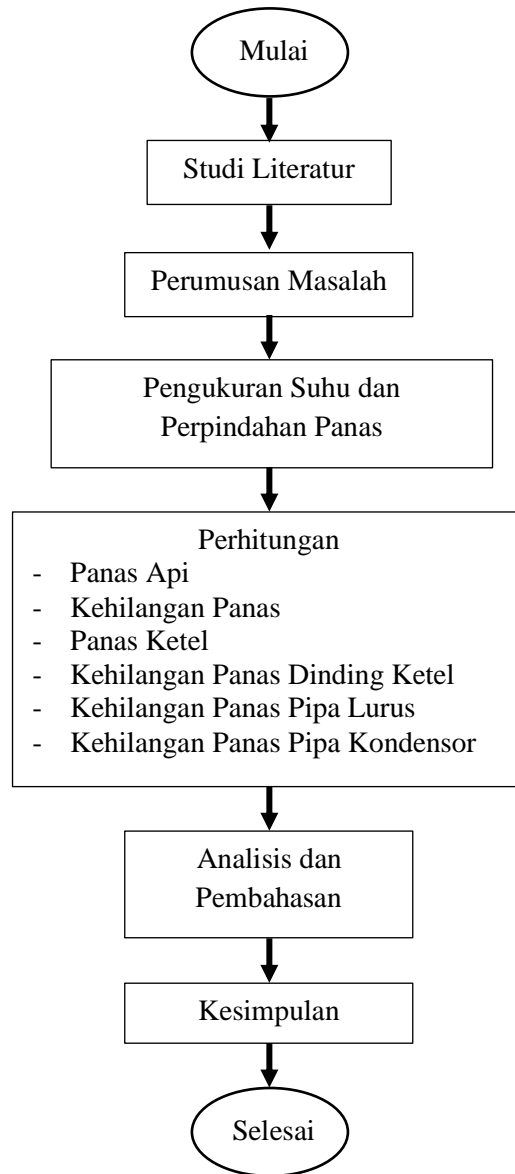 Mulai
Studi Literatur
Perumusan Masalah
Pengukuran Suhu dan
Perpindahan Panas
Perhitungan
- Panas Api
- Kehilangan Panas
- Panas Ketel
- Kehilangan Panas Dinding Ketel
- Kehilangan Panas Pipa Lurus
- Kehilangan Panas Pipa Kondensor
Analisis dan
Pembahasan
Kesimpulan
Selesai